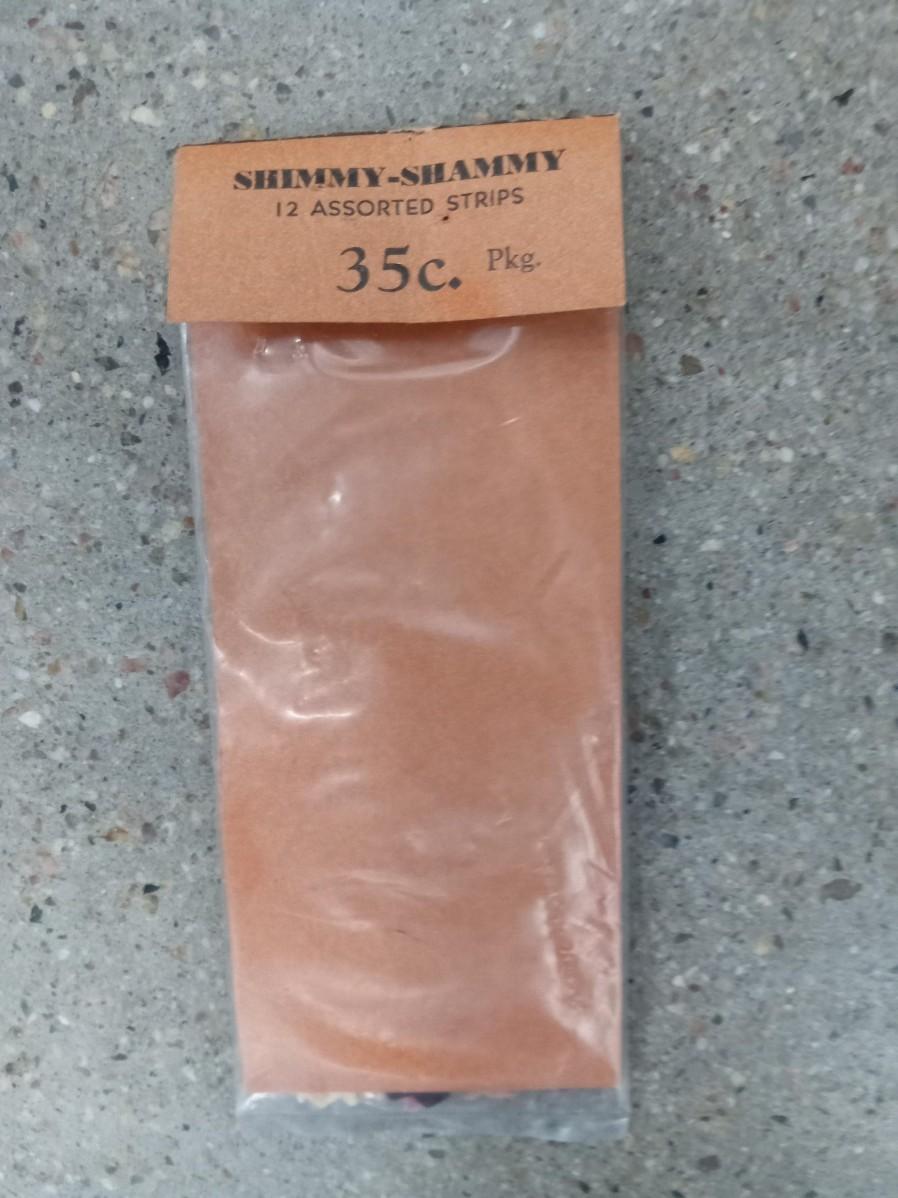 SHIMMY-SHAMMY
12 ASSORTED STRIPS
35c. Pkg.